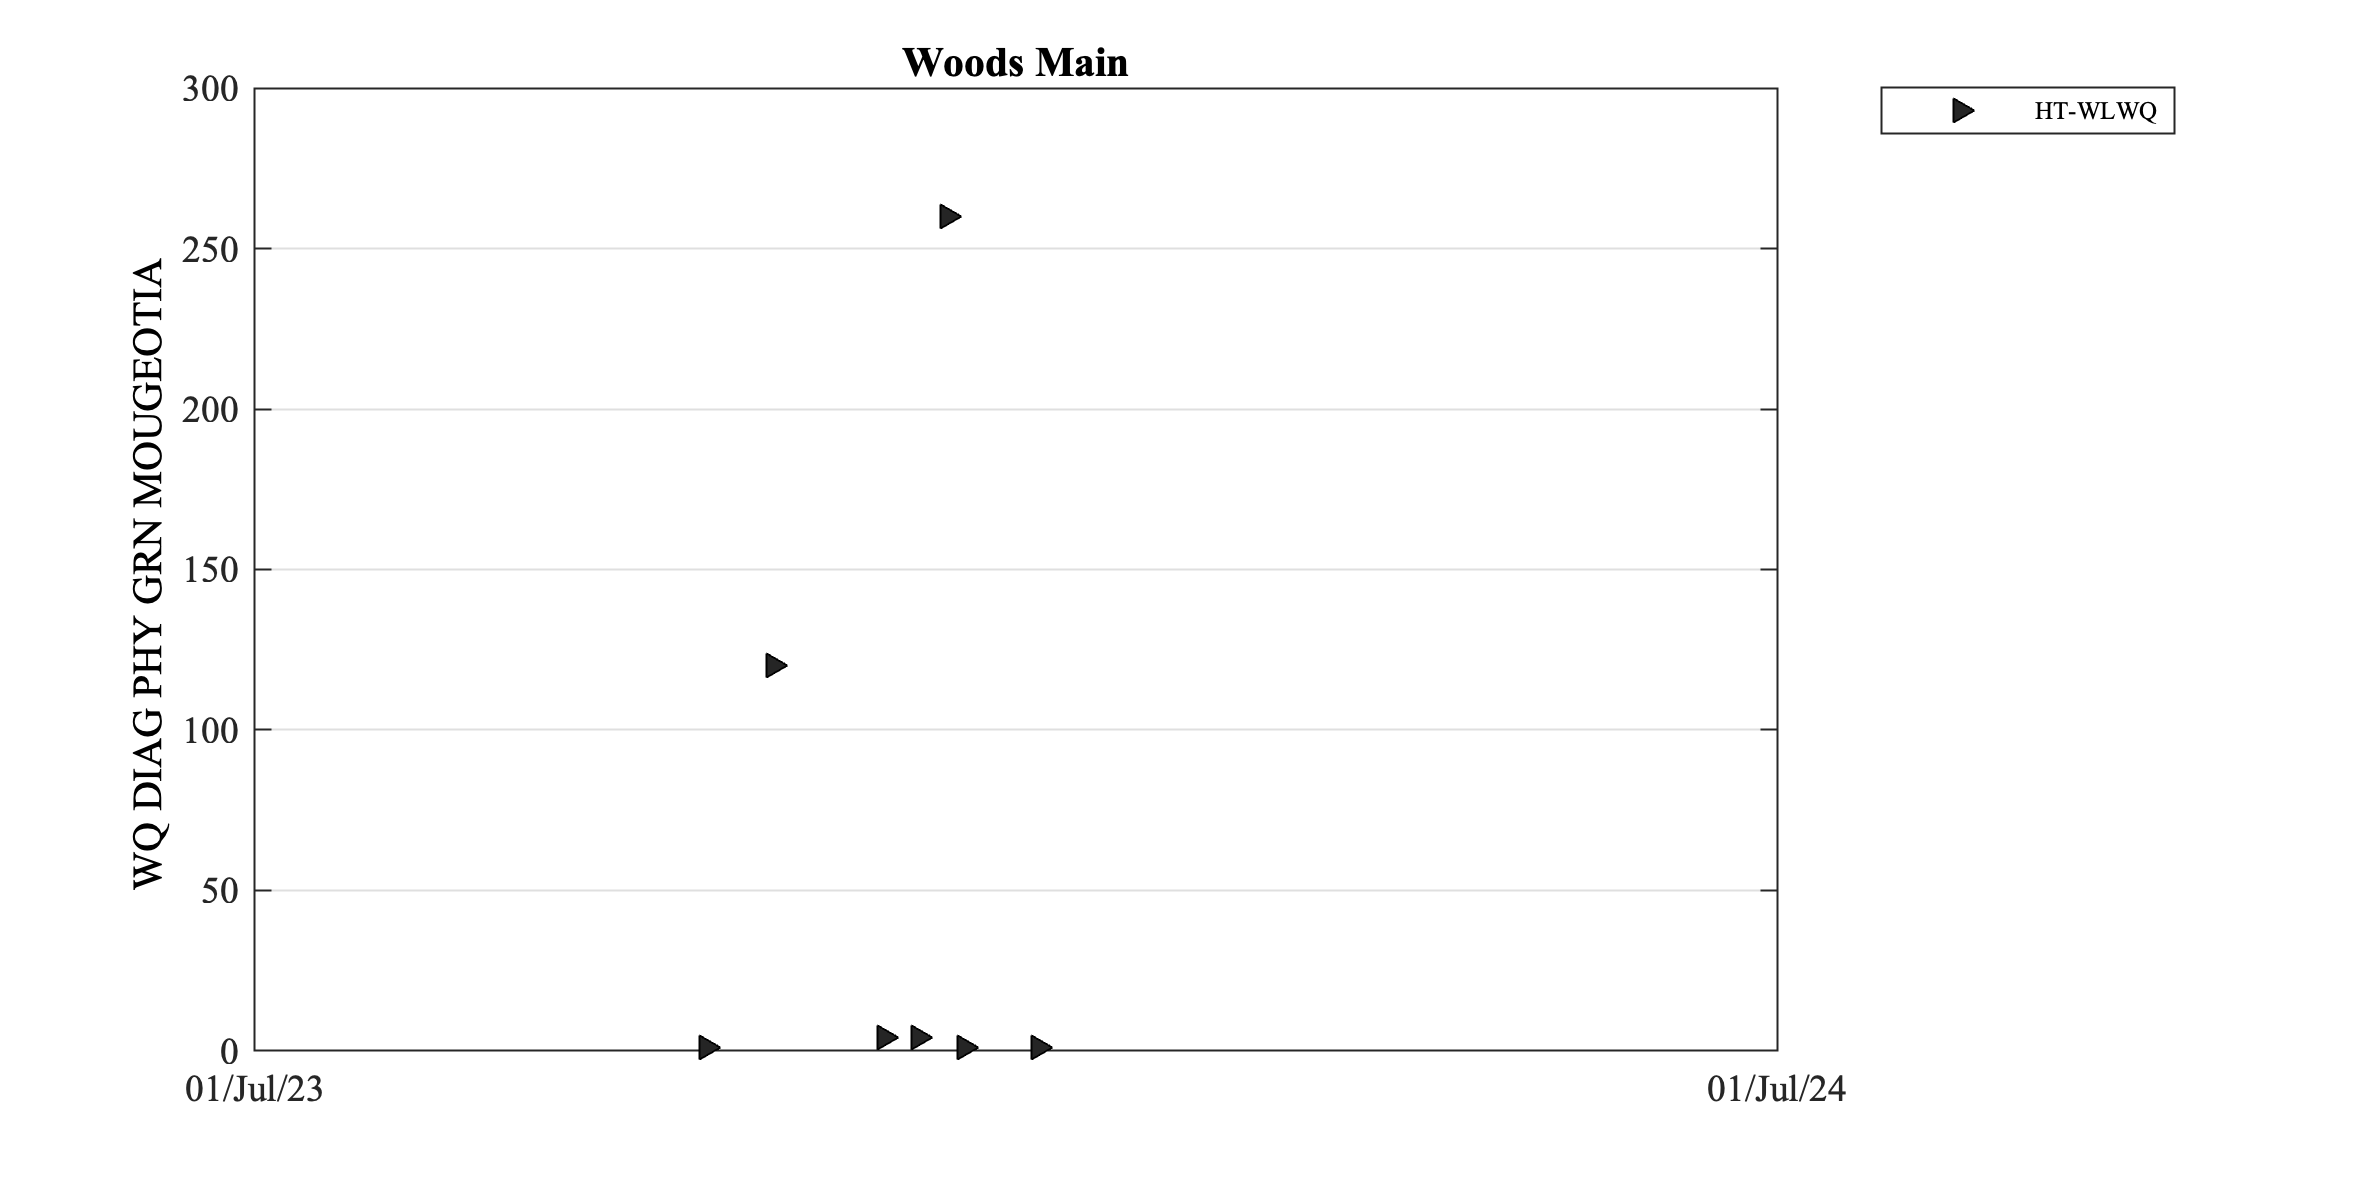 Woods Main
HT-WLWQ
WQ DIAG PHY GRN MOUGEOTIA
300
250
200
150
100
50
0
01/Jul/23
01/Jul/24